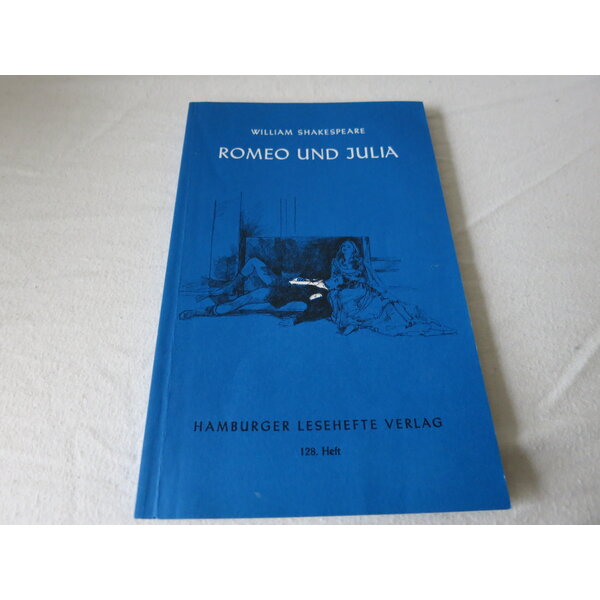 WILLIAM SHAKESPEARE
ROMEO UND JULIA
HAMBURGER LESEHEFTE VERLAG
128. Heft